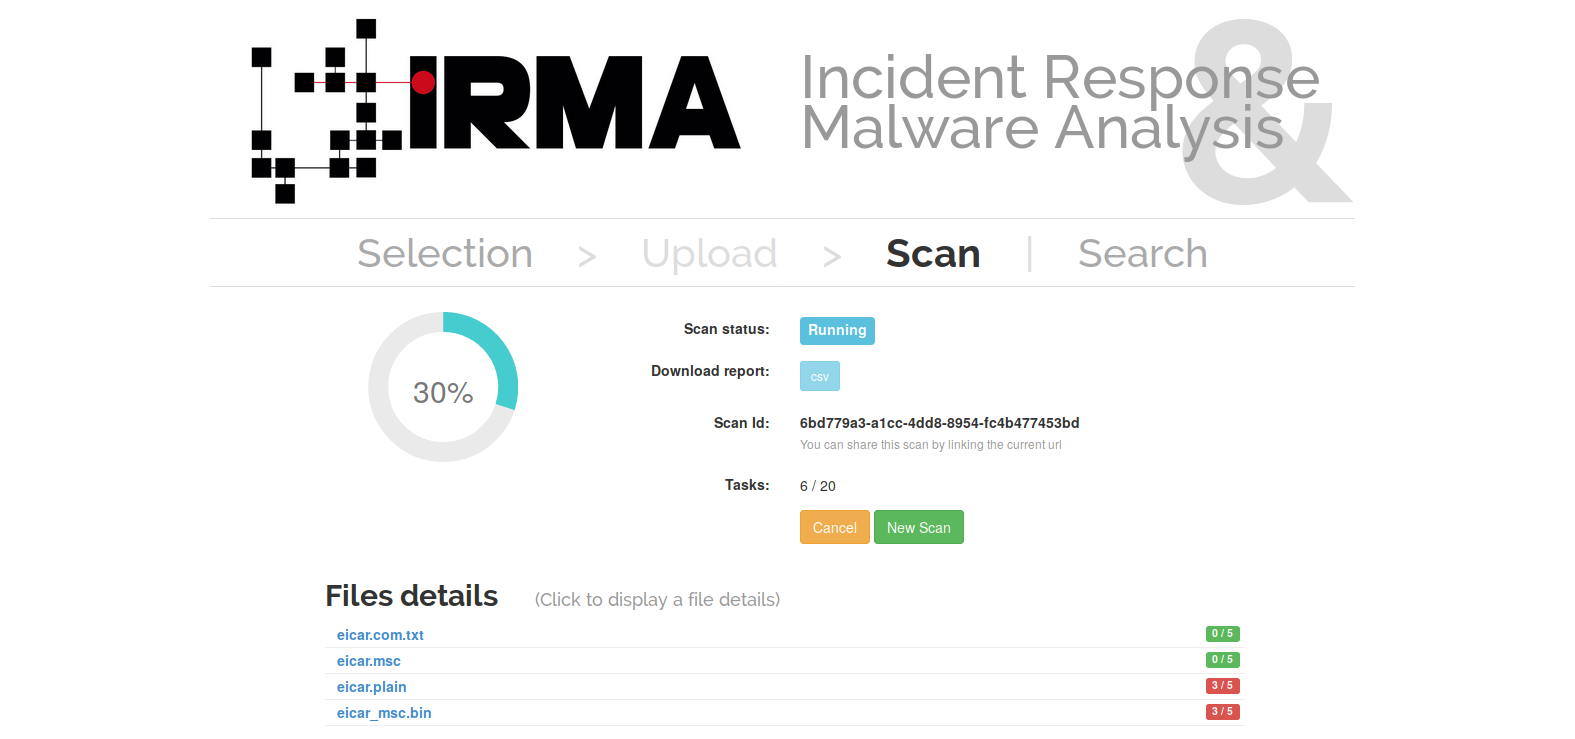 IRMA
Incident Response
&
Malware Analysis
Selection > Upload > Scan | Search
30%
Scan status: Running
Download report: csv
Scan Id: 6bd779a3-a1cc-4dd8-8954-fc4b477453bd
You can share this scan by linking the current url
Tasks: 6 / 20
Cancel New Scan
Files details (Click to display a file details)
eicar.com.txt 0 / 5
eicar.msc 0 / 5
eicar.plain 3 / 5
eicar_msc.bin 3 / 5